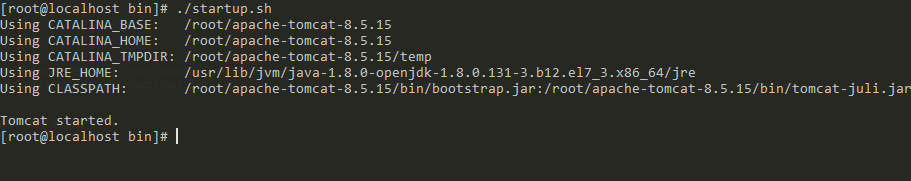 [root@localhost bin]# ./startup.sh
Using CATALINA_BASE:   /root/apache-tomcat-8.5.15
Using CATALINA_HOME:   /root/apache-tomcat-8.5.15
Using CATALINA_TMPDIR: /root/apache-tomcat-8.5.15/temp
Using JRE_HOME:        /usr/lib/jvm/java-1.8.0-openjdk-1.8.0.131-3.b12.el7_3.x86_64/jre
Using CLASSPATH:       /root/apache-tomcat-8.5.15/bin/bootstrap.jar:/root/apache-tomcat-8.5.15/bin/tomcat-juli.jar
Tomcat started.
[root@localhost bin]#